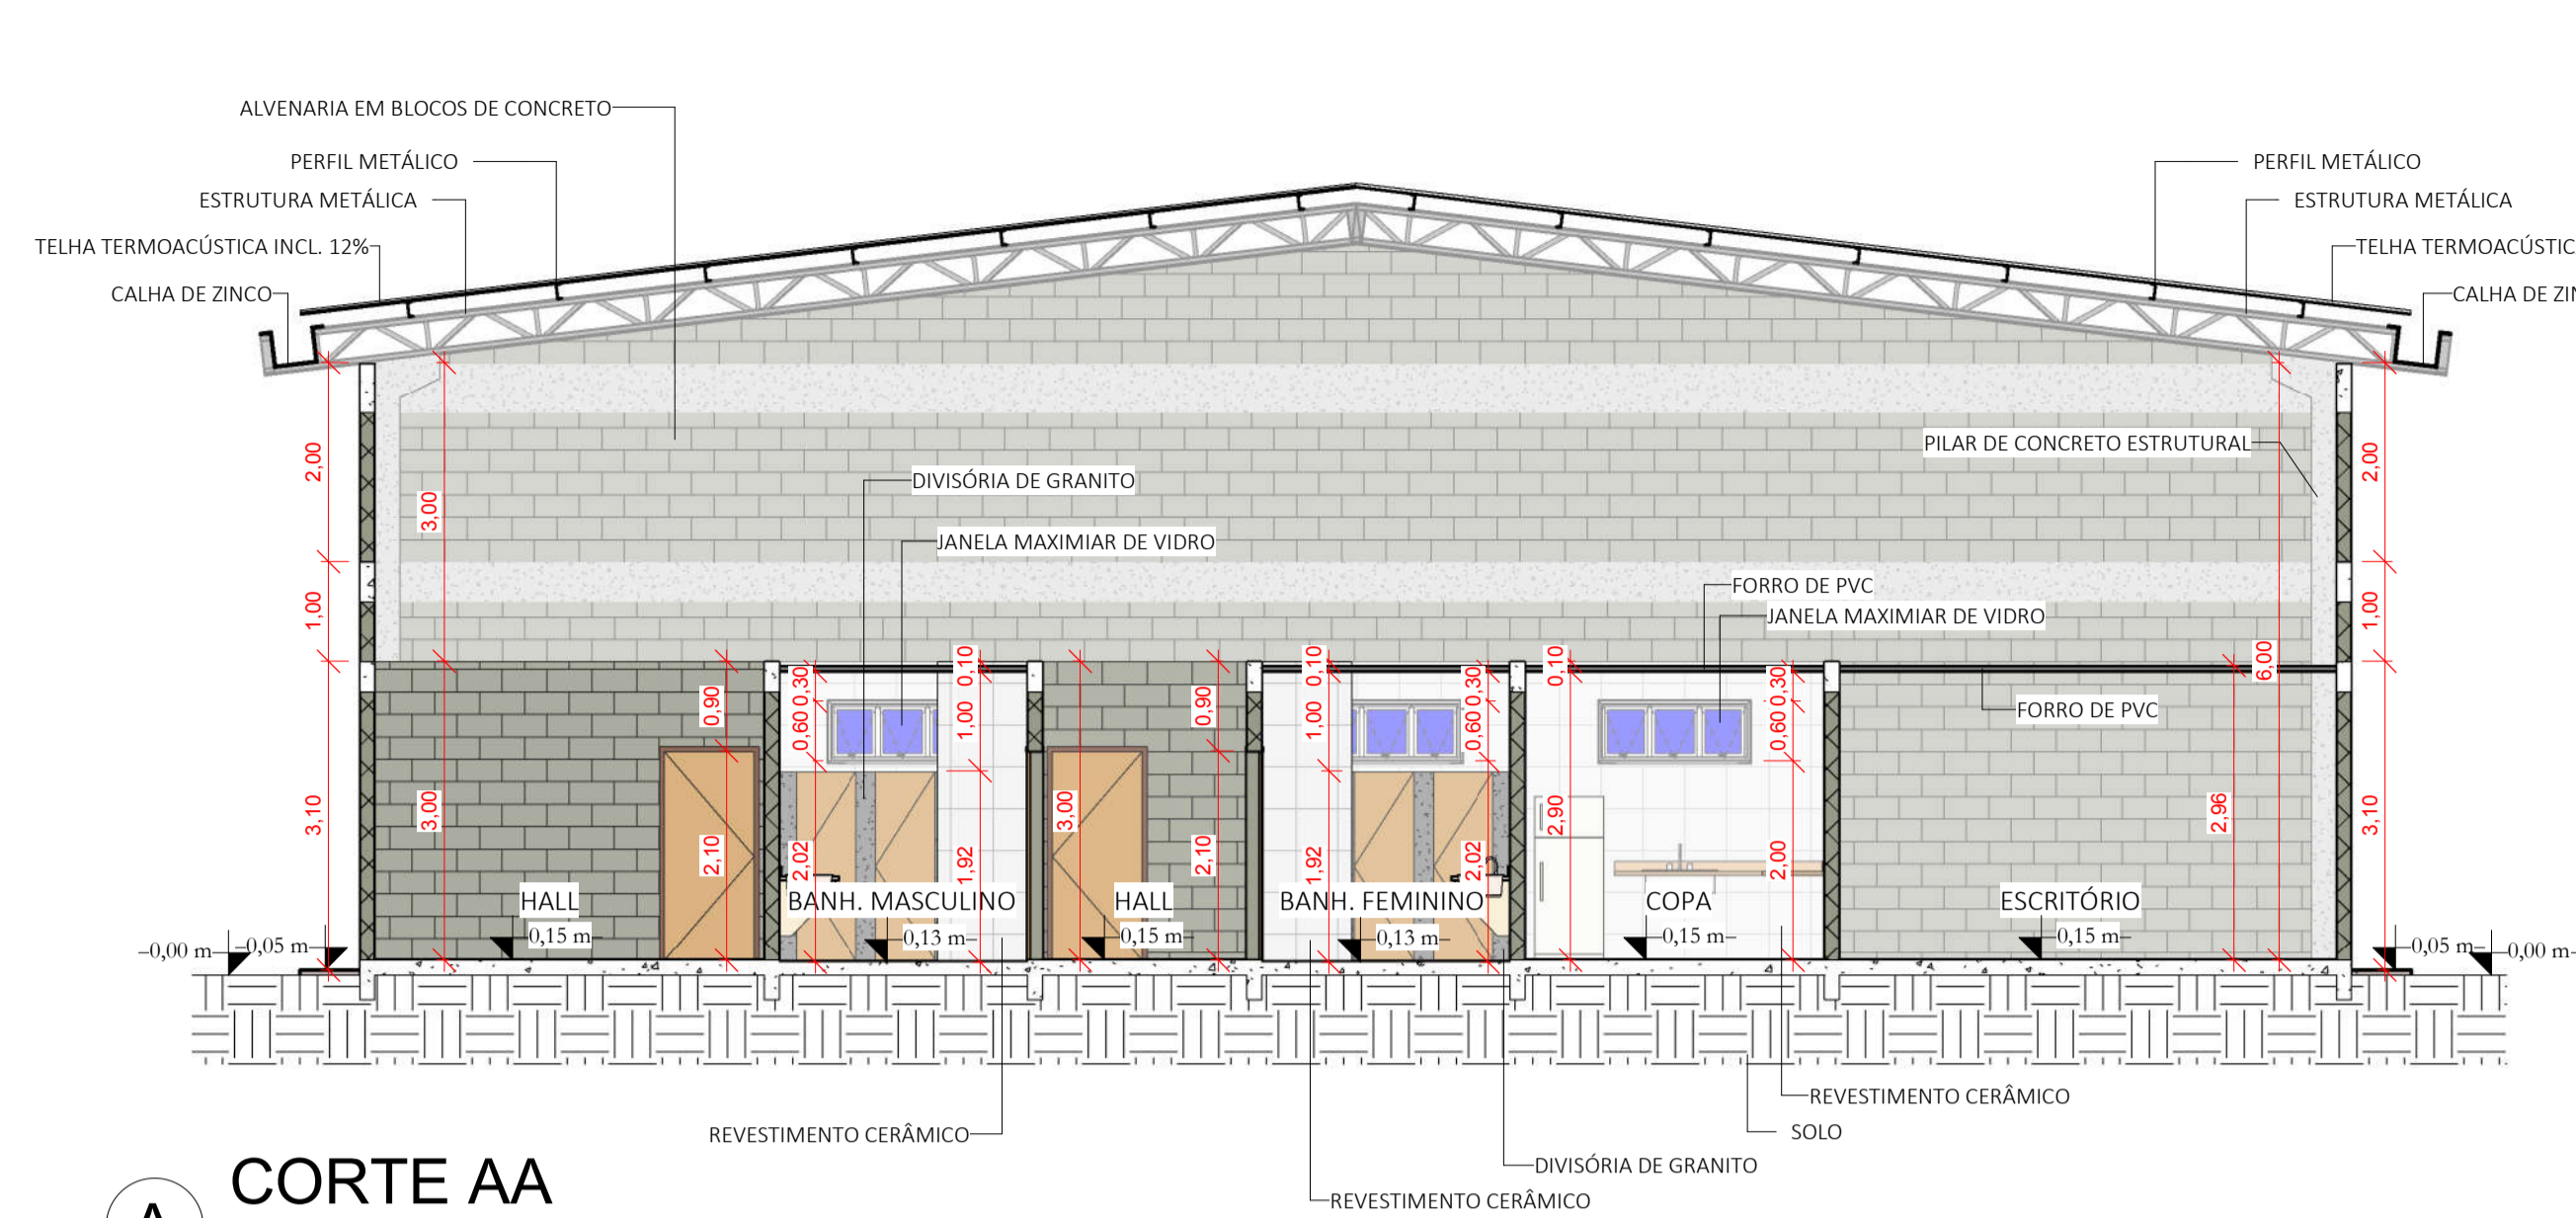 ALVENARIA EM BLOCOS DE CONCRETO
PERFIL METÁLICO
PERFIL METÁLICO
ESTRUTURA METÁLICA
ESTRUTURA METÁLICA
TELHA TERMOACÚSTICA INCL. 12%
TELHA TERMOACÚSTIC
CALHA DE ZINCO
CALHA DE ZIN
PILAR DE CONCRETO ESTRUTURAL
2,00
3,00
DIVISÓRIA DE GRANITO
2,00
JANELA MAXIMIAR DE VIDRO
FORRO DE PVC
JANELA MAXIMIAR DE VIDRO
1,00
1,00
0,10
0,10
0,10
6,00
0,90
0,30
0,60
1,00
0,90
1,00
0,30
0,60
0,30
0,60
FORRO DE PVC
3,10
3,00
2,10
2,02
1,92
3,00
2,10
1,92
2,02
2,90
2,00
2,96
3,10
HALL
BANH. MASCULINO
HALL
BANH. FEMININO
COPA
ESCRITÓRIO
0,15 m
0,13 m
0,15 m
0,13 m
0,15 m
0,15 m
0,00 m
0,05 m
0,05 m
0,00 m
REVESTIMENTO CERÂMICO
SOLO
REVESTIMENTO CERÂMICO
DIVISÓRIA DE GRANITO
REVESTIMENTO CERÂMICO
CORTE AA
A